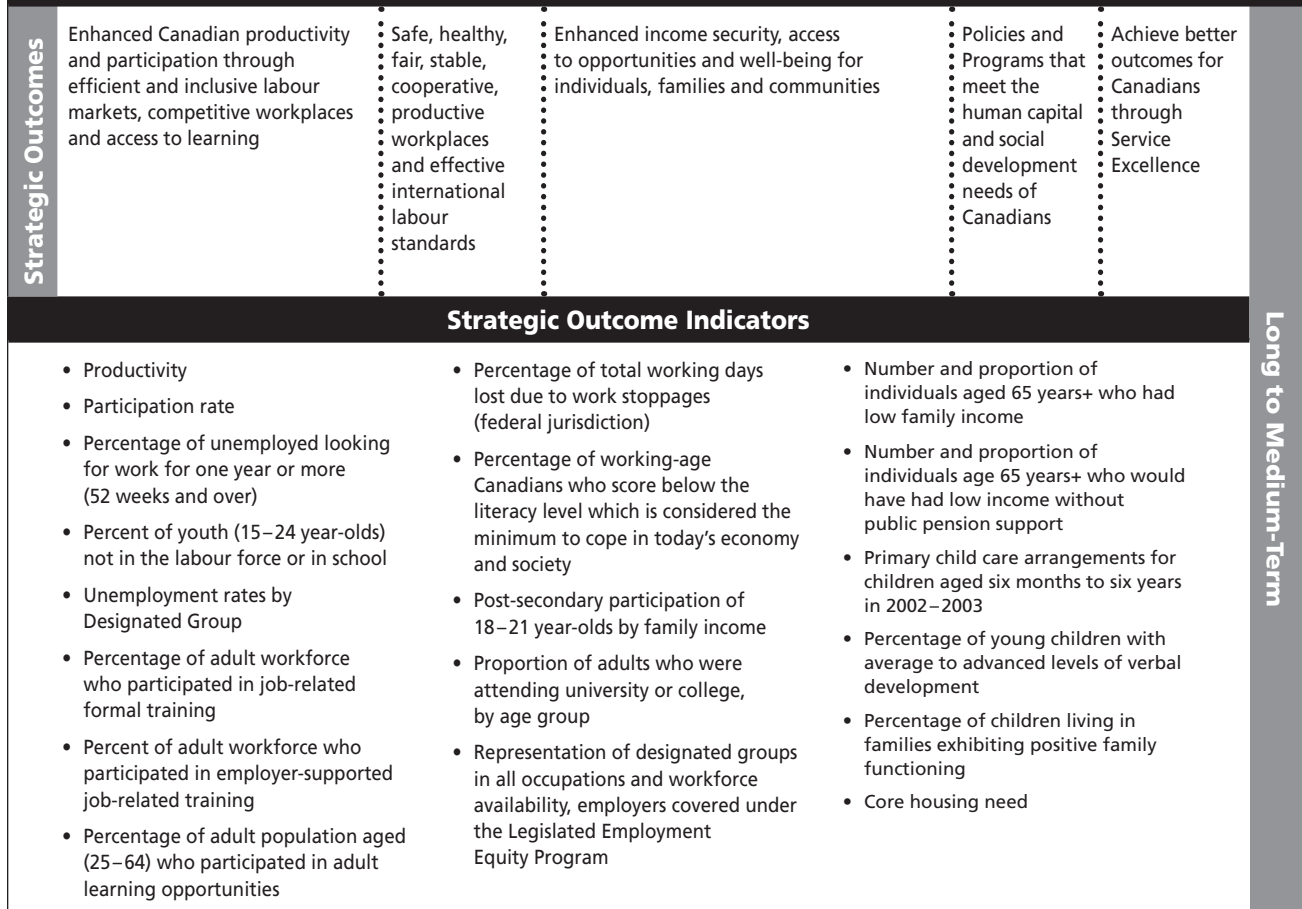 Strategic Outcomes
Enhanced Canadian productivity
and participation through
efficient and inclusive labour
markets, competitive workplaces
and access to learning
Safe, healthy,
fair, stable,
cooperative,
productive
workplaces
and effective
international
labour
standards
Enhanced income security, access
to opportunities and well-being for
individuals, families and communities
Policies and
Programs that
meet the
human capital
and social
development
needs of
Canadians
Achieve better
outcomes for
Canadians
through
Service
Excellence
Long to Medium-Term
Strategic Outcome Indicators
• Productivity
• Participation rate
• Percentage of unemployed looking
for work for one year or more
(52 weeks and over)
• Percent of youth (15–24 year-olds)
not in the labour force or in school
• Unemployment rates by
Designated Group
• Percentage of adult workforce
who participated in job-related
formal training
• Percent of adult workforce who
participated in employer-supported
job-related training
• Percentage of adult population aged
(25–64) who participated in adult
learning opportunities
• Percentage of total working days
lost due to work stoppages
(federal jurisdiction)
• Percentage of working-age
Canadians who score below the
literacy level which is considered the
minimum to cope in today's economy
and society
• Post-secondary participation of
18–21 year-olds by family income
• Proportion of adults who were
attending university or college,
by age group
• Representation of designated groups
in all occupations and workforce
availability, employers covered under
the Legislated Employment
Equity Program
• Number and proportion of
individuals aged 65 years+ who had
low family income
• Number and proportion of
individuals age 65 years+ who would
have had low income without
public pension support
• Primary child care arrangements for
children aged six months to six years
in 2002–2003
• Percentage of young children with
average to advanced levels of verbal
development
• Percentage of children living in
families exhibiting positive family
functioning
• Core housing need